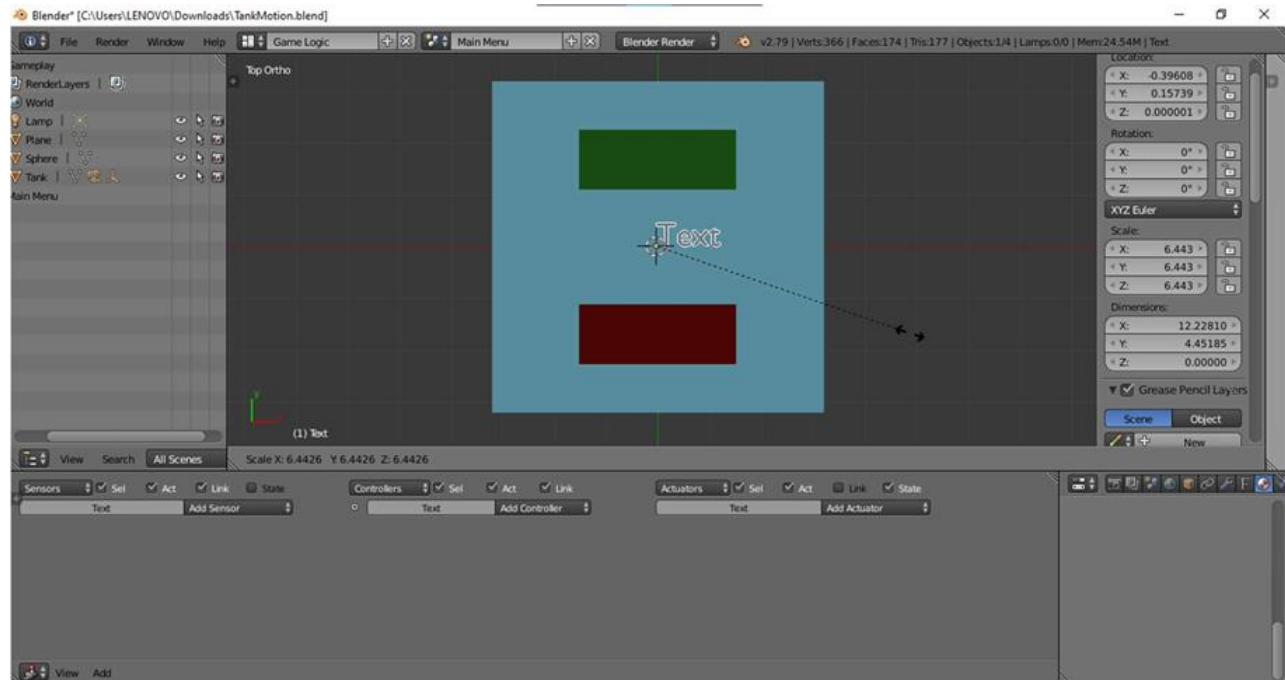 Blender* [C:\Users\LENOVO\Downloads\TankMotion.blend]
File Render Window Help Game Logic Main Menu Blender Render v2.79 | Verts:366 | Faces:174 | Tris:177 | Objects:1/4 | Lamps:0/0 | Mem:24.54M | Text
Gameplay
RenderLayers |
World
Lamp |
Plane |
Sphere |
Tank |
Main Menu
View Search All Scenes
Top Ortho
Text
y
(1) Text
Scale X: 6.4426 Y: 6.4426 Z: 6.4426
Location:
X: -0.39608
Y: 0.15739
Z: 0.000001
Rotation:
X: 0°
Y: 0°
Z: 0°
XYZ Euler
Scale:
X: 6.443
Y: 6.443
Z: 6.443
Dimensions:
X: 12.22810
Y: 4.45185
Z: 0.00000
Grease Pencil Layers
Scene Object
New
Sensors Sel Act Link State Controllers Sel Act Link Actuators Sel Act Link State
Text Add Sensor Text Add Controller Text Add Actuator
View Add